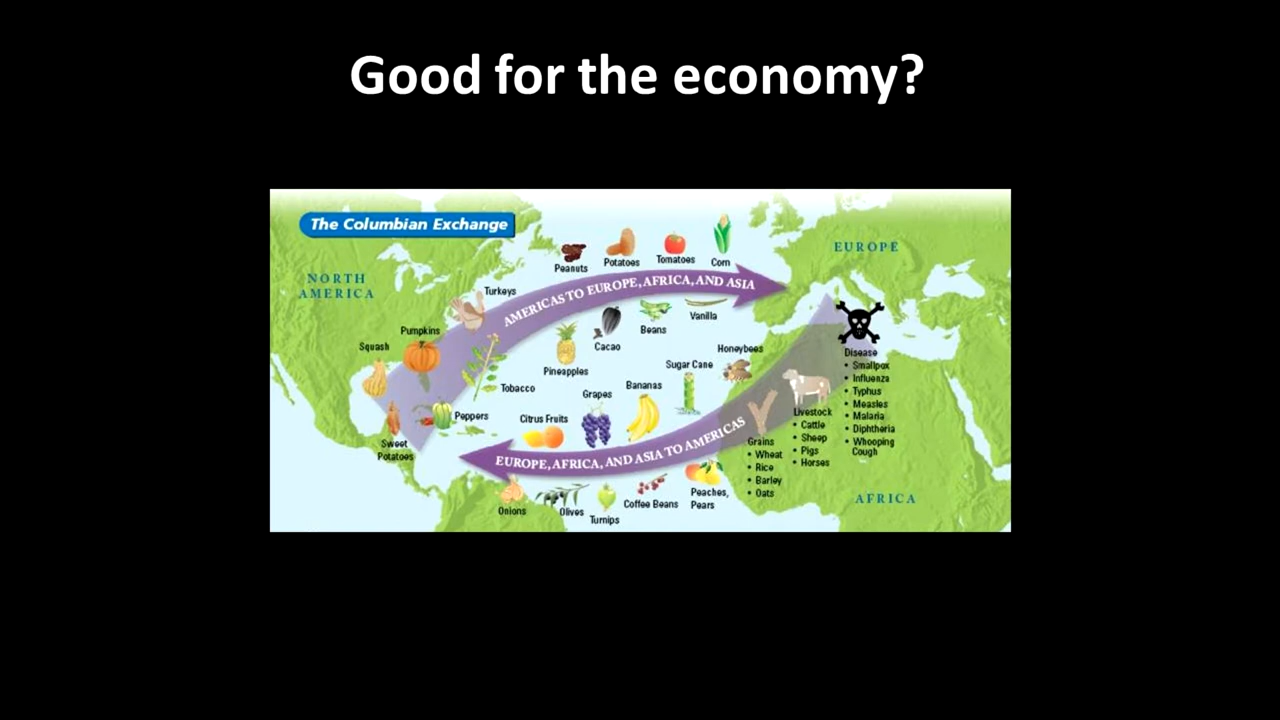 Good for the economy?
The Columbian Exchange
NORTH
AMERICA
EUROPE
AFRICA
AMERICAS TO EUROPE, AFRICA, AND ASIA
Peanuts
Potatoes
Tomatoes
Corn
Turkeys
Pumpkins
Squash
Sweet
Potatoes
Peppers
Tobacco
Pineapples
Cacao
Beans
Vanilla
EUROPE, AFRICA, AND ASIA TO AMERICAS
Citrus Fruits
Grapes
Bananas
Sugar Cane
Honeybees
Onions
Olives
Turnips
Coffee Beans
Peaches,
Pears
Grains
• Wheat
• Rice
• Barley
• Oats
Livestock
• Cattle
• Sheep
• Pigs
• Horses
Disease
• Smallpox
• Influenza
• Typhus
• Measles
• Malaria
• Diphtheria
• Whooping
Cough